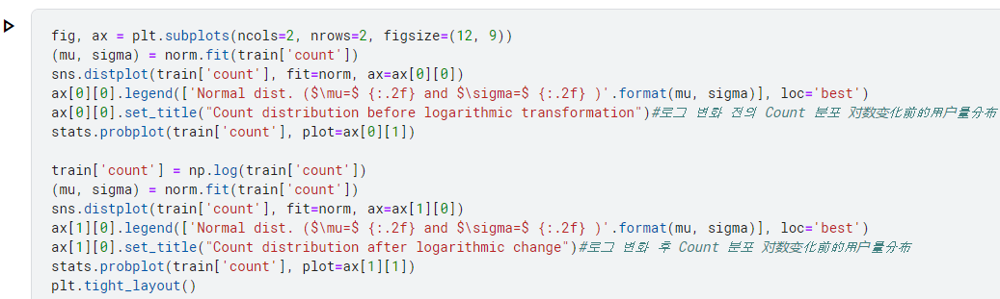 fig, ax = plt.subplots(ncols=2, nrows=2, figsize=(12, 9))
(mu, sigma) = norm.fit(train['count'])
sns.distplot(train['count'], fit=norm, ax=ax[0][0])
ax[0][0].legend(['Normal dist. ($\mu=$ {:.2f} and $\sigma=$ {:.2f} )'.format(mu, sigma)], loc='best')
ax[0][0].set_title("Count distribution before logarithmic transformation")#로그 변화 전의 Count 분포 对数变化前的用户量分布
stats.probplot(train['count'], plot=ax[0][1])
train['count'] = np.log(train['count'])
(mu, sigma) = norm.fit(train['count'])
sns.distplot(train['count'], fit=norm, ax=ax[1][0])
ax[1][0].legend(['Normal dist. ($\mu=$ {:.2f} and $\sigma=$ {:.2f} )'.format(mu, sigma)], loc='best')
ax[1][0].set_title("Count distribution after logarithmic change")#로그 변화 후 Count 분포 对数变化前的用户量分布
stats.probplot(train['count'], plot=ax[1][1])
plt.tight_layout()